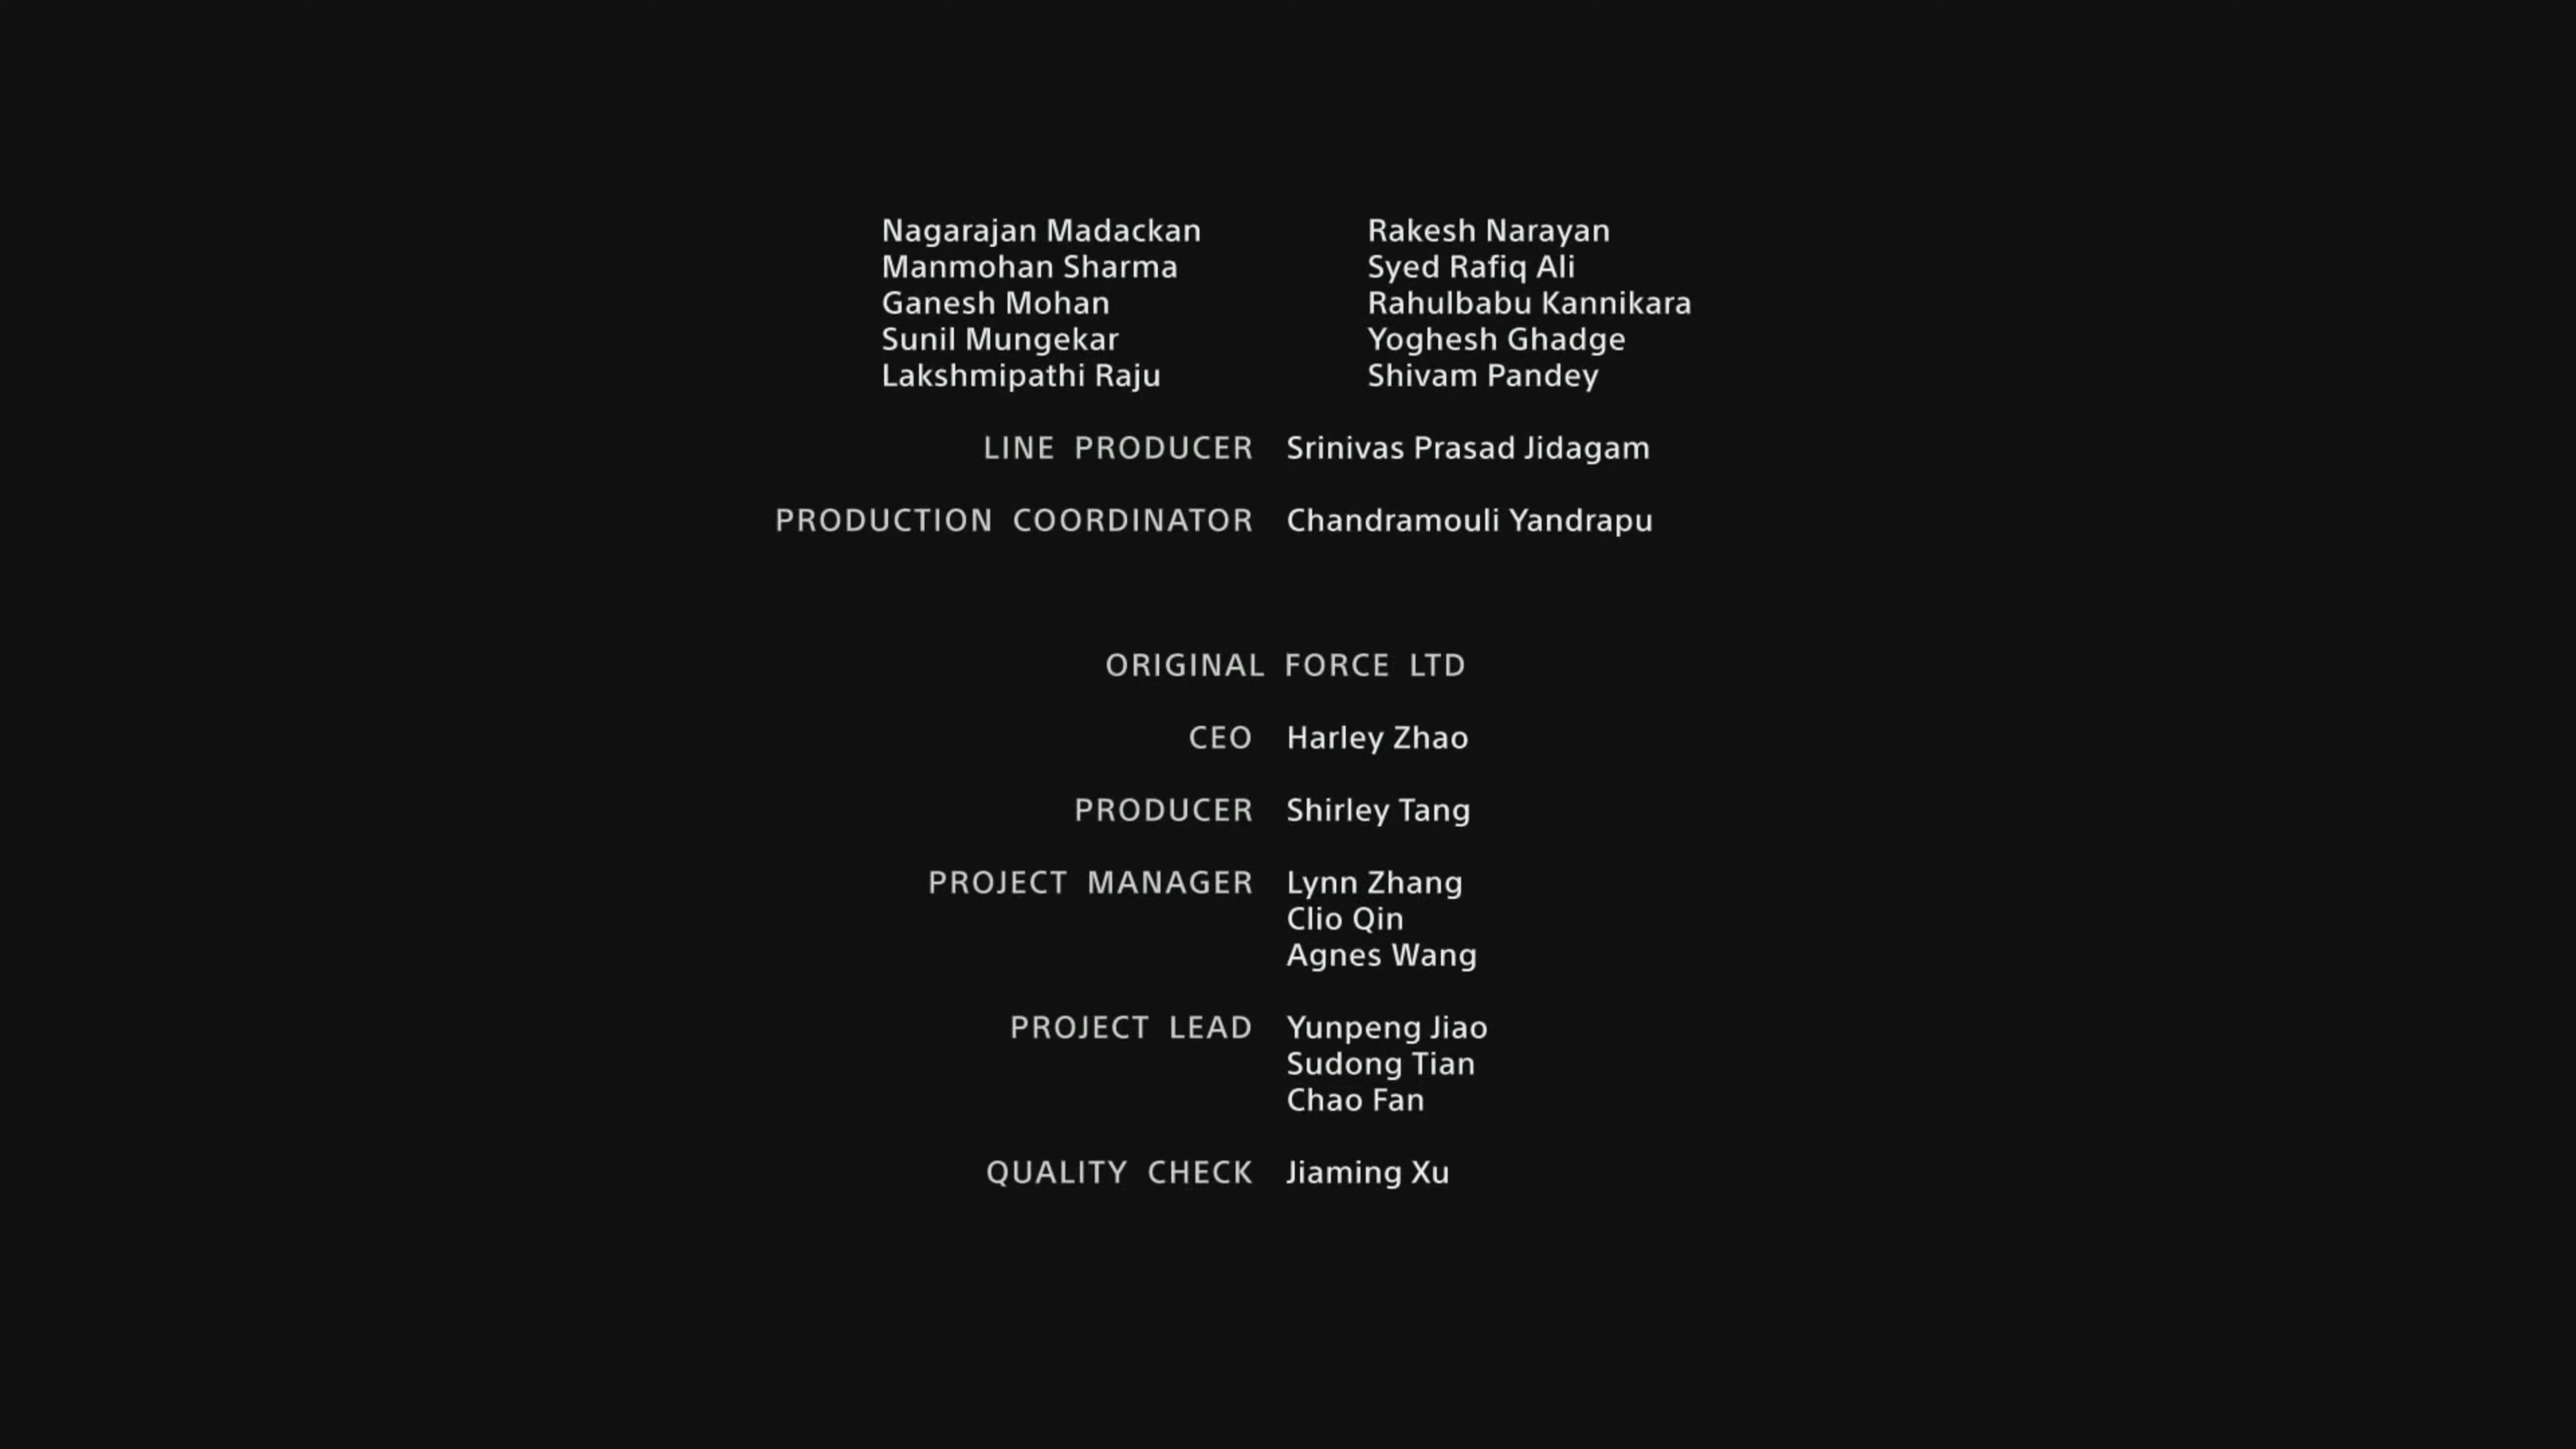 Nagarajan Madackan Rakesh Narayan
Manmohan Sharma Syed Rafiq Ali
Ganesh Mohan Rahulbabu Kannikara
Sunil Mungekar Yoghesh Ghadge
Lakshmipathi Raju Shivam Pandey
LINE PRODUCER Srinivas Prasad Jidagam
PRODUCTION COORDINATOR Chandramouli Yandrapu
ORIGINAL FORCE LTD
CEO Harley Zhao
PRODUCER Shirley Tang
PROJECT MANAGER Lynn Zhang
Clio Qin
Agnes Wang
PROJECT LEAD Yunpeng Jiao
Sudong Tian
Chao Fan
QUALITY CHECK Jiaming Xu